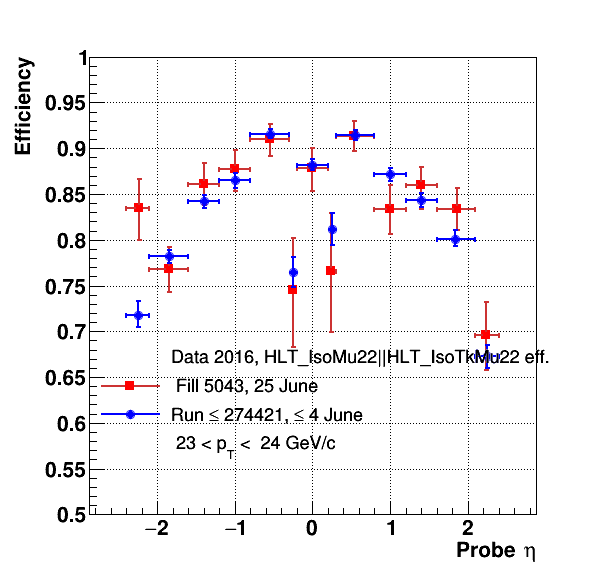 Efficiency
1
0.95
0.9
0.85
0.8
0.75
0.7
0.65
0.6
0.55
0.5
Data 2016, HLT_IsoMu22||HLT_IsoTkMu22 eff.
Fill 5043, 25 June
Run ≤ 274421, ≤ 4 June
23 < p_T < 24 GeV/c
−2 −1 0 1 2
Probe η